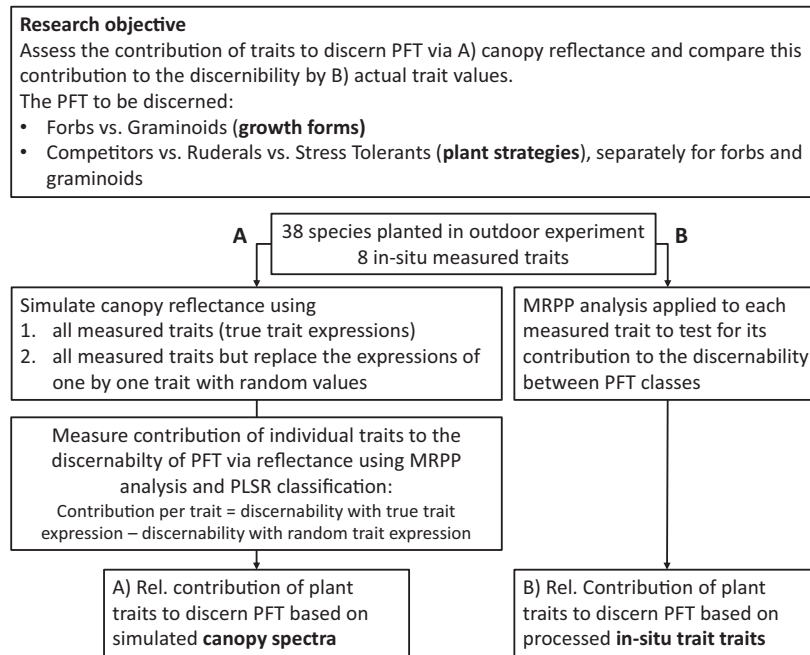 Research objective
Assess the contribution of traits to discern PFT via A) canopy reflectance and compare this
contribution to the discernibility by B) actual trait values.
The PFT to be discerned:
• Forbs vs. Graminoids (growth forms)
• Competitors vs. Ruderals vs. Stress Tolerants (plant strategies), separately for forbs and
graminoids
A
38 species planted in outdoor experiment
8 in-situ measured traits
B
Simulate canopy reflectance using
1. all measured traits (true trait expressions)
2. all measured traits but replace the expressions of
one by one trait with random values
MRPP analysis applied to each
measured trait to test for its
contribution to the discernability
between PFT classes
Measure contribution of individual traits to the
discernabilty of PFT via reflectance using MRPP
analysis and PLSR classification:
Contribution per trait = discernability with true trait
expression – discernability with random trait expression
A) Rel. contribution of plant
traits to discern PFT based on
simulated canopy spectra
B) Rel. Contribution of plant
traits to discern PFT based on
processed in-situ trait traits